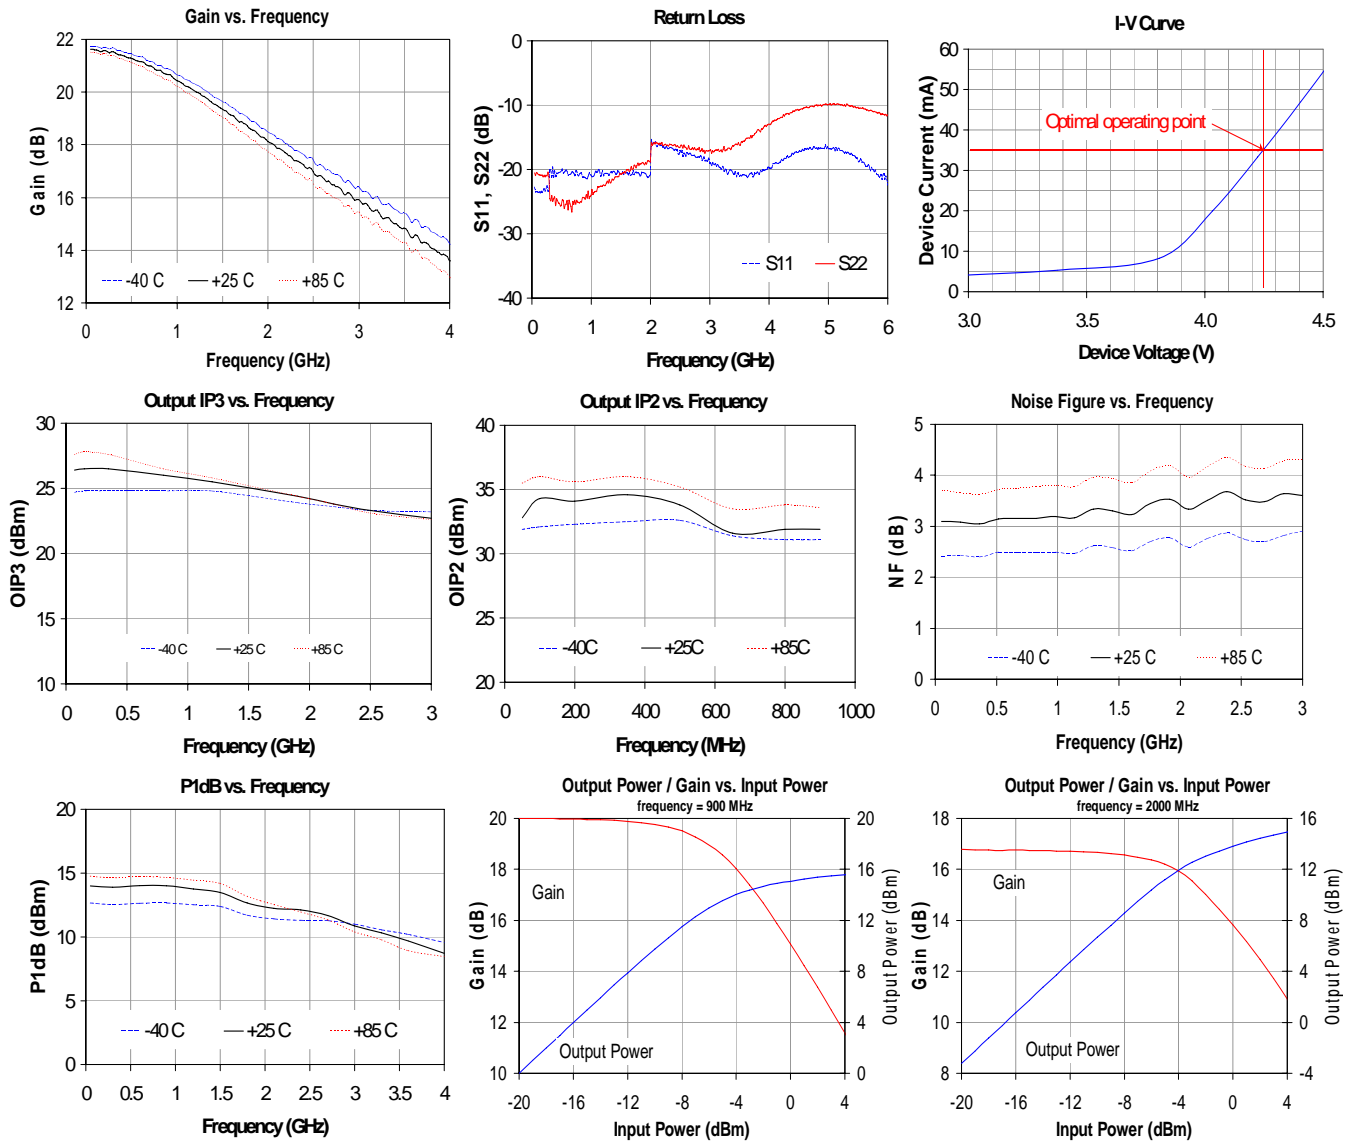 Gain vs. Frequency
22
20
18
16
14
12
Gain (dB)
-40 C
+25 C
+85 C
0
1
2
3
4
Frequency (GHz)
Return Loss
0
-10
-20
-30
-40
S11, S22 (dB)
S11
S22
0
1
2
3
4
5
6
Frequency (GHz)
I-V Curve
60
50
40
30
20
10
0
Device Current (mA)
Optimal operating point
3.0
3.5
4.0
4.5
Device Voltage (V)
Output IP3 vs. Frequency
30
25
20
15
10
OIP3 (dBm)
-40 C
+25 C
+85 C
0
0.5
1
1.5
2
2.5
3
Frequency (GHz)
Output IP2 vs. Frequency
40
35
30
25
20
OIP2 (dBm)
-40C
+25C
+85C
0
200
400
600
800
1000
Frequency (MHz)
Noise Figure vs. Frequency
5
4
3
2
1
0
NF (dB)
-40 C
+25 C
+85 C
0
0.5
1
1.5
2
2.5
3
Frequency (GHz)
P1dB vs. Frequency
20
15
10
5
0
P1dB (dBm)
-40 C
+25 C
+85 C
0
0.5
1
1.5
2
2.5
3
3.5
4
Frequency (GHz)
Output Power / Gain vs. Input Power
frequency = 900 MHz
20
18
16
14
12
10
Gain (dB)
Gain
Output Power
20
16
12
8
4
0
Output Power (dBm)
-20
-16
-12
-8
-4
0
4
Input Power (dBm)
Output Power / Gain vs. Input Power
frequency = 2000 MHz
18
16
14
12
10
8
Gain (dB)
Gain
Output Power
16
12
8
4
0
-4
Output Power (dBm)
-20
-16
-12
-8
-4
0
4
Input Power (dBm)